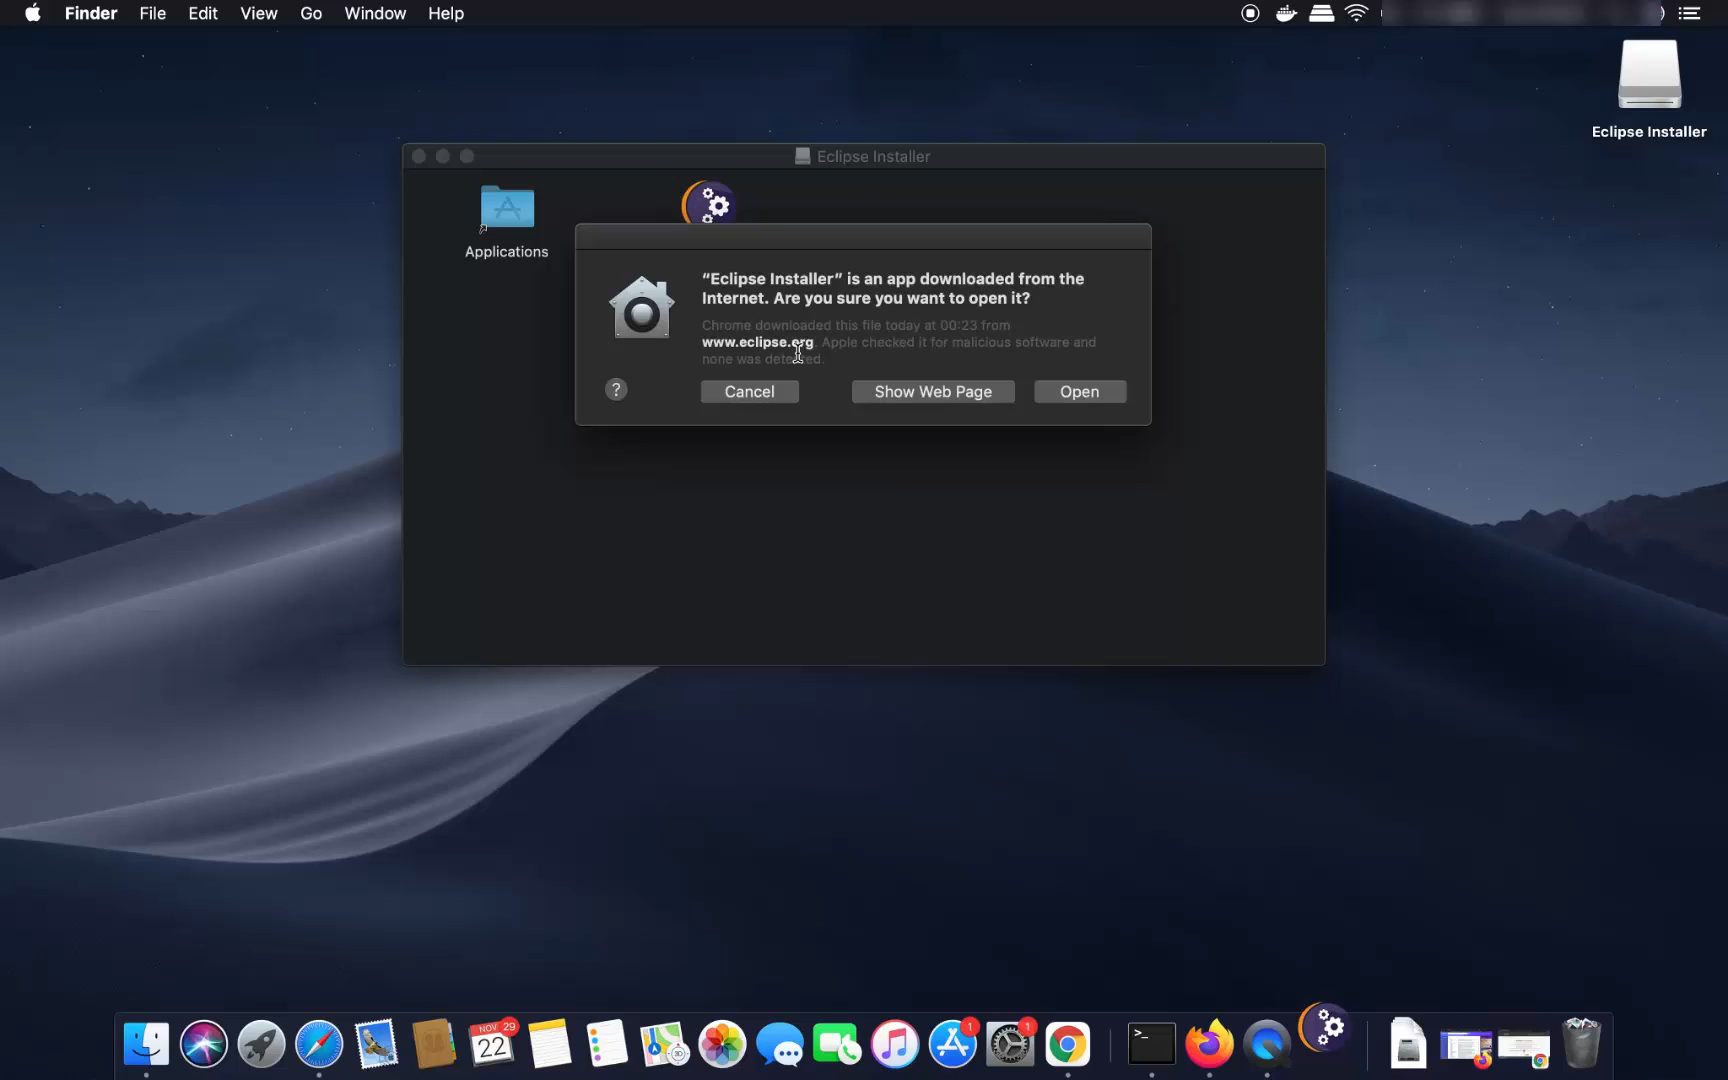 Finder File Edit View Go Window Help
Eclipse Installer
Eclipse Installer
Applications
“Eclipse Installer” is an app downloaded from the
Internet. Are you sure you want to open it?
Chrome downloaded this file today at 00:23 from
www.eclipse.org. Apple checked it for malicious software and
none was detected.
? Cancel Show Web Page Open
NOV 29
22
1
1
3D
>_